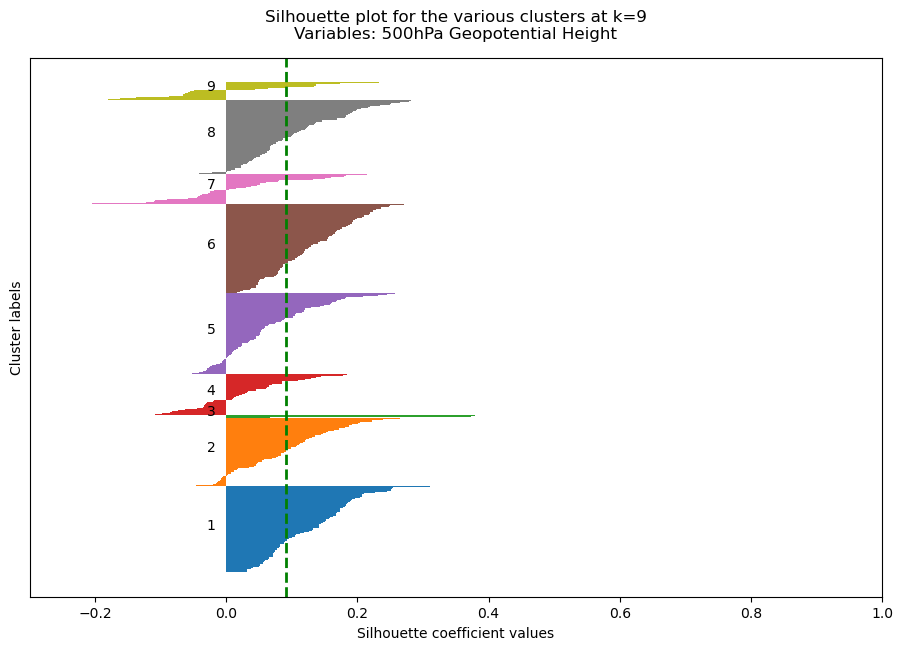 Silhouette plot for the various clusters at k=9
Variables: 500hPa Geopotential Height
9
8
7
6
5
4
3
2
1
Cluster labels
−0.2 0.0 0.2 0.4 0.6 0.8 1.0
Silhouette coefficient values